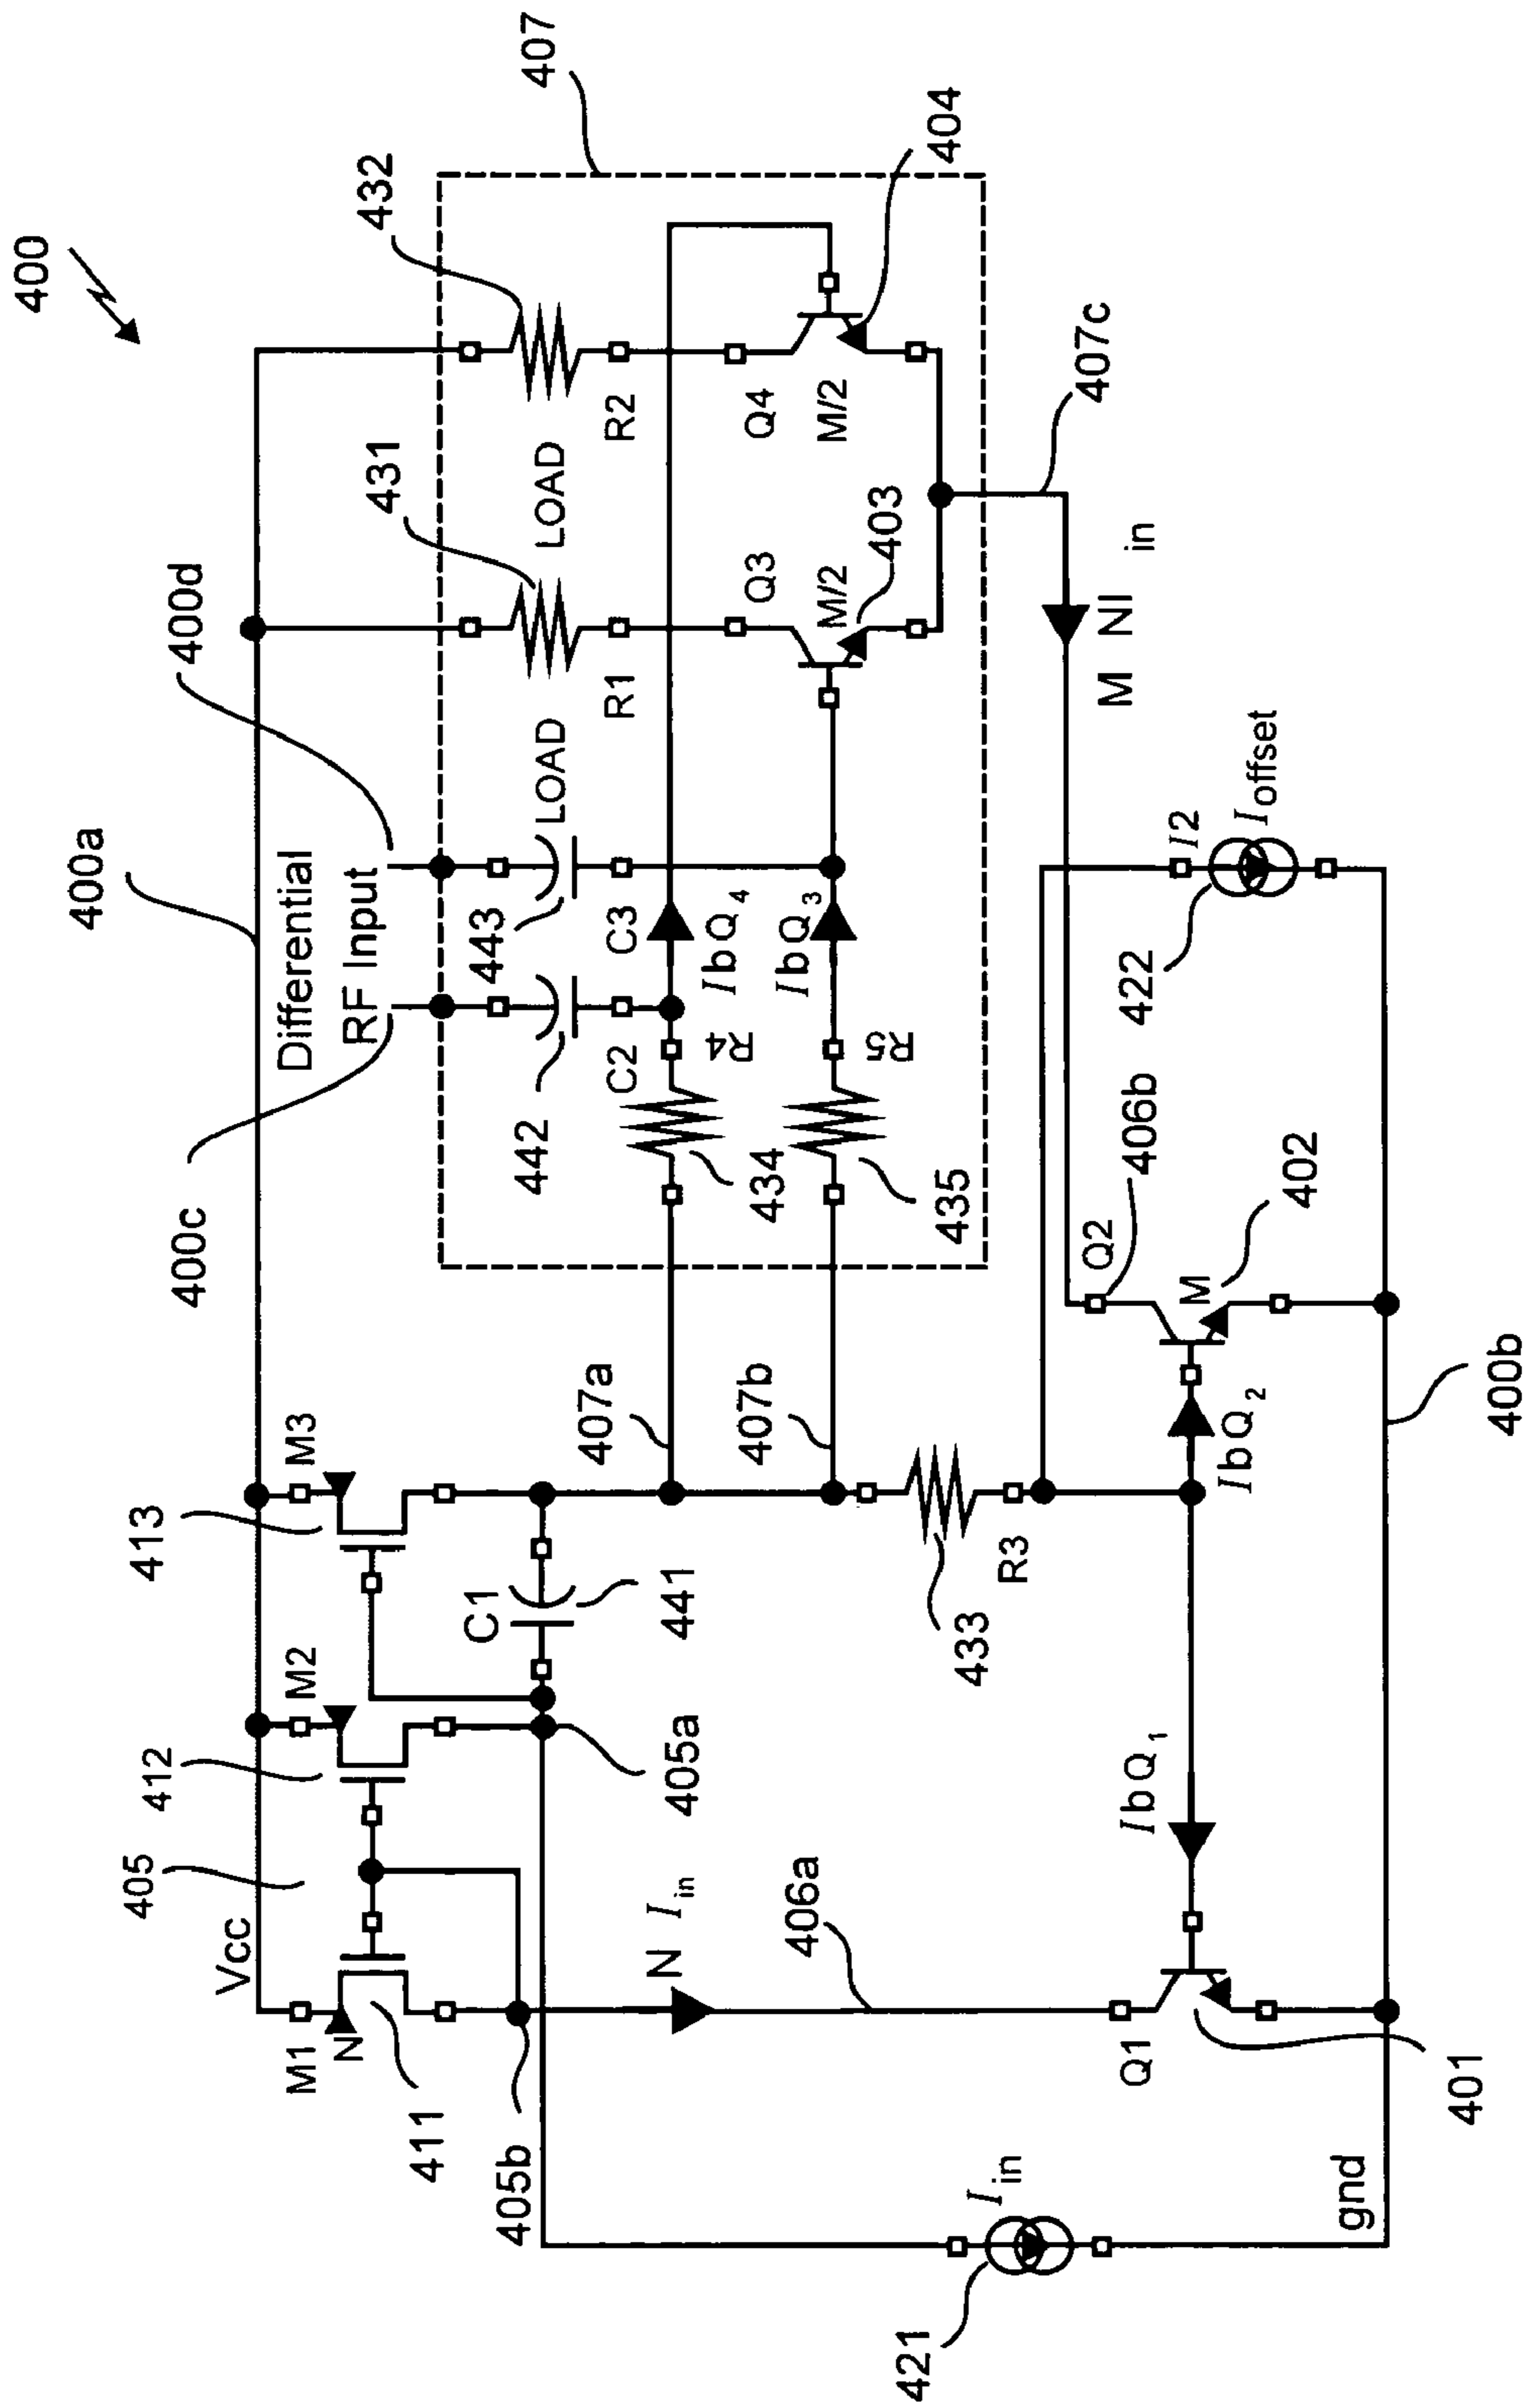 400
400a
400d
407
432
431
Differential
RF Input
400c
Vcc
405
412
M2
413
M3
M1
N
411
C1
441
405a
405b
442
443
C2
C3
LOAD
LOAD
R1
R2
Q3
M/2
403
Q4
M/2
404
407a
407b
434
R4
IbQ4
435
R5
IbQ3
407c
M NI in
N I in
406a
433
R3
IbQ1
IbQ2
Q2
406b
M
402
I2
I offset
422
Q1
401
I in
421
gnd
400b